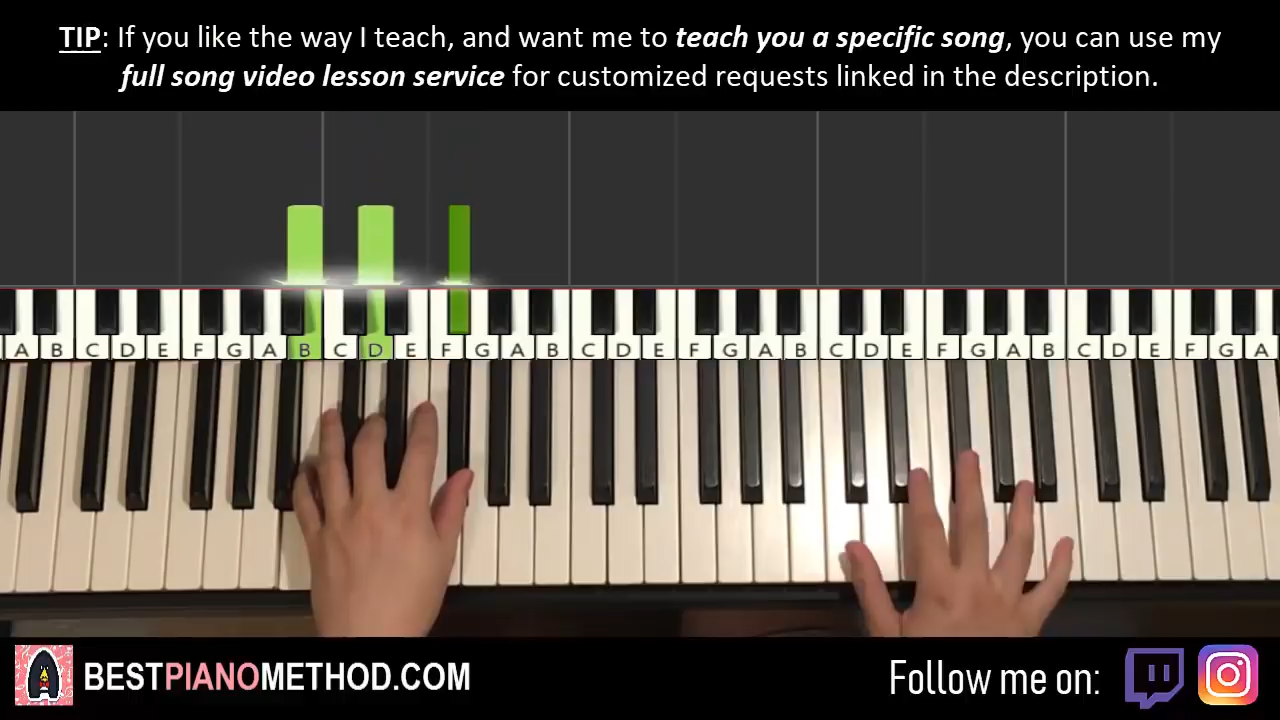 TIP: If you like the way I teach, and want me to teach you a specific song, you can use my
full song video lesson service for customized requests linked in the description.
A B C D E F G A B C D E F G A B C D E F G A B C D E F G A B C D E F G A
BESTPIANOMETHOD.COM
Follow me on: